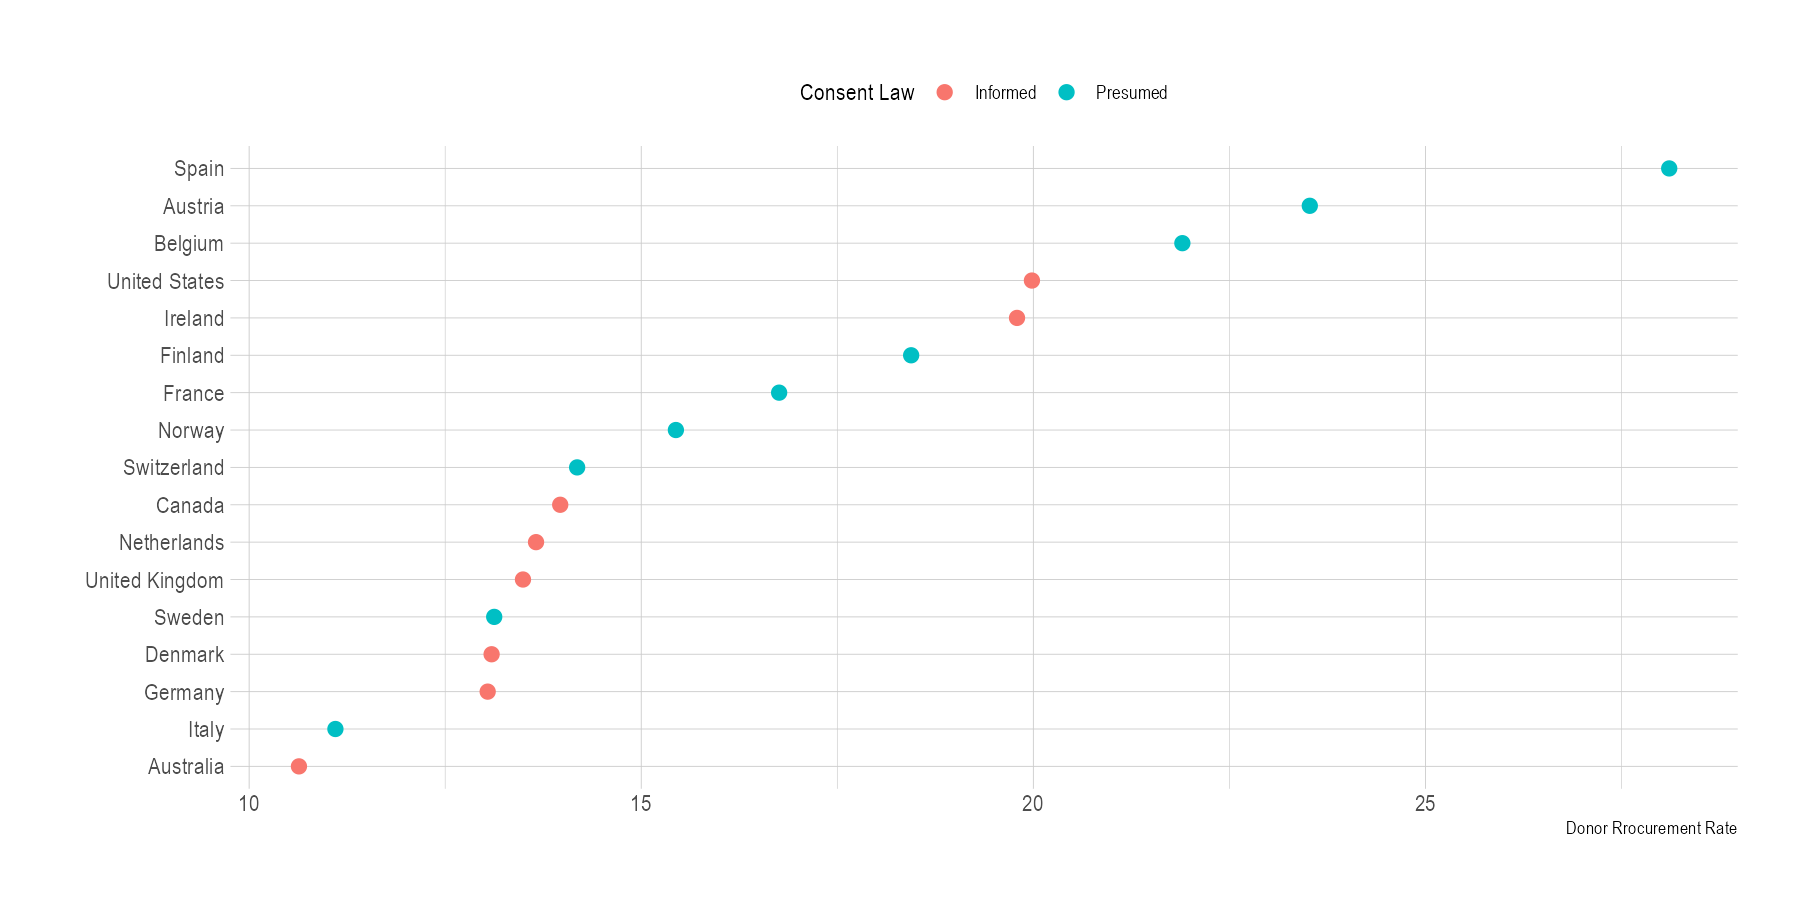 Consent Law Informed Presumed
Spain
Austria
Belgium
United States
Ireland
Finland
France
Norway
Switzerland
Canada
Netherlands
United Kingdom
Sweden
Denmark
Germany
Italy
Australia
10 15 20 25
Donor Rrocurement Rate